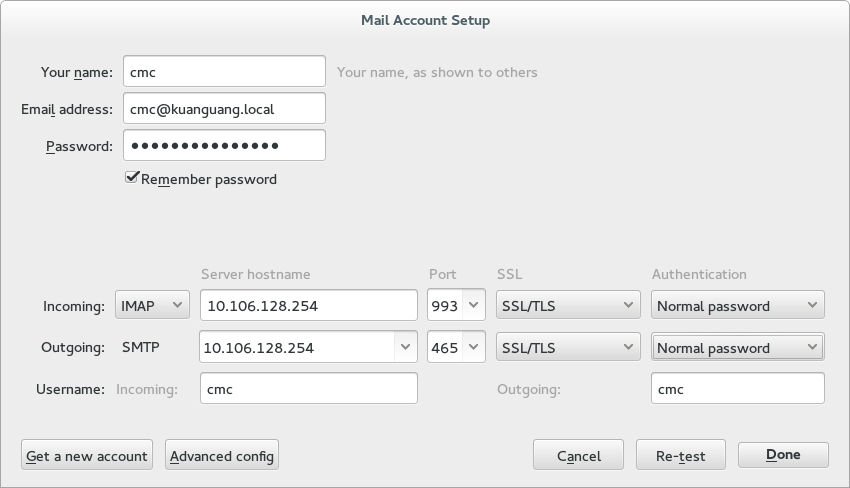 Mail Account Setup
Your name: cmc Your name, as shown to others
Email address: cmc@kuanguang.local
Password: ●●●●●●●●●●●●●●●
Remember password
Server hostname Port SSL Authentication
Incoming: IMAP 10.106.128.254 993 SSL/TLS Normal password
Outgoing: SMTP 10.106.128.254 465 SSL/TLS Normal password
Username: Incoming: cmc Outgoing: cmc
Get a new account Advanced config Cancel Re-test Done